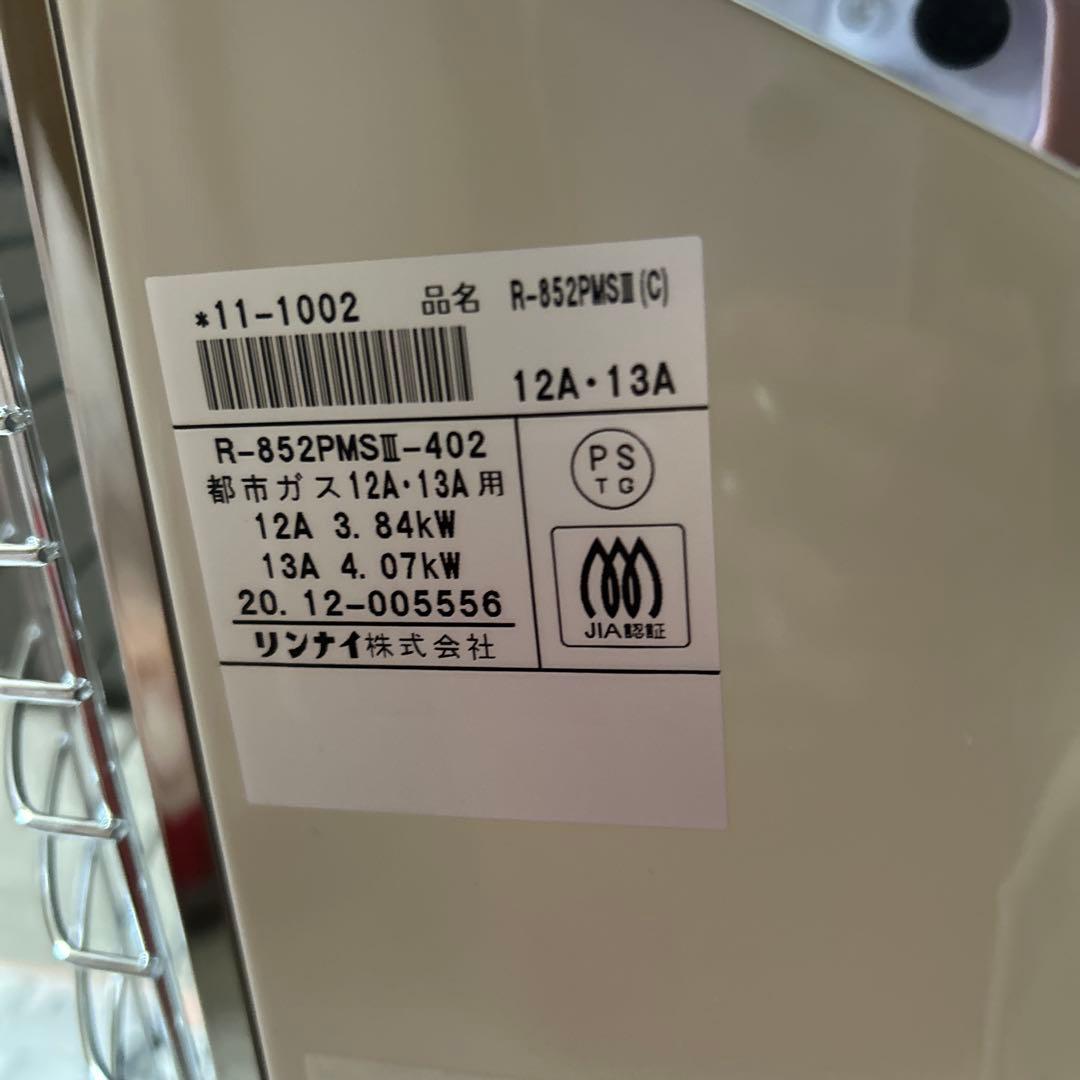 *11-1002 品名 R-852PMSⅢ(C)
12A・13A
R-852PMSⅢ-402
都市ガス12A・13A用
12A 3.84kW
13A 4.07kW
20.12-005556
リンナイ株式会社
PS
TG
JIA認証